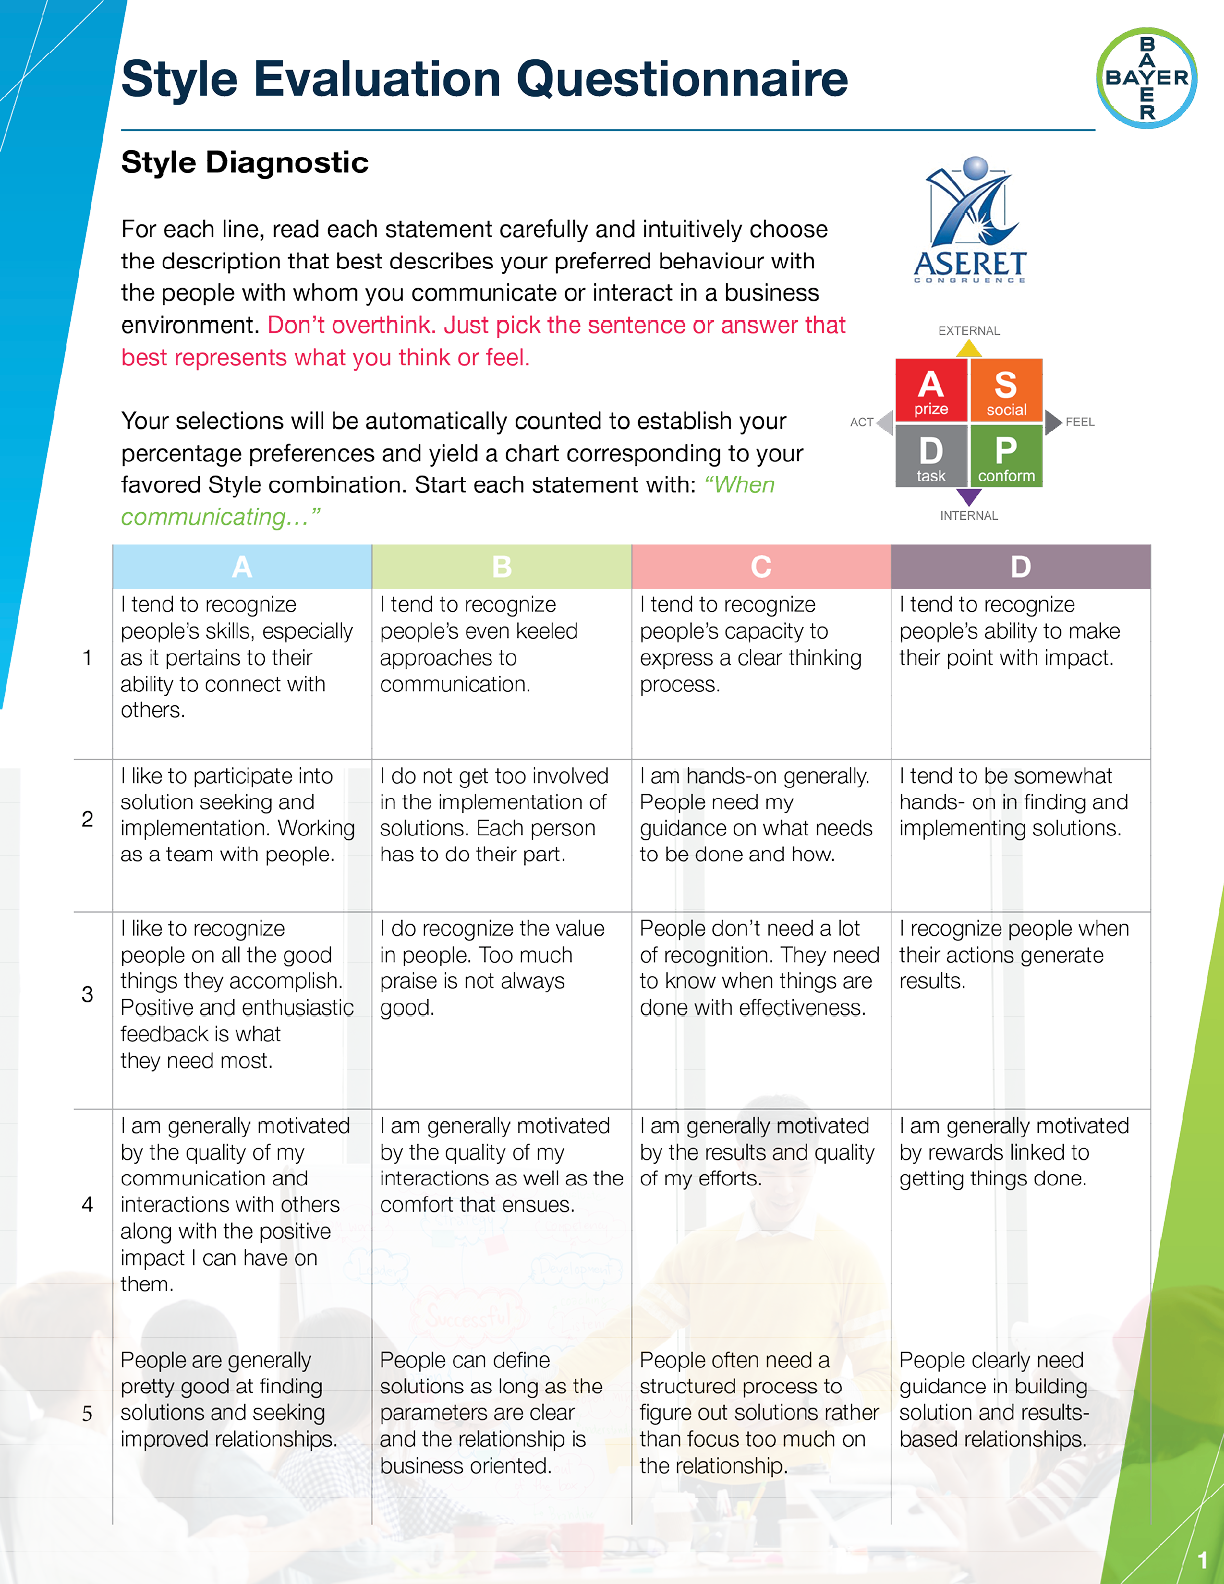 Style Evaluation Questionnaire
BAYER
BAYER
Style Diagnostic
ASERET
CONGRUENCE
For each line, read each statement carefully and intuitively choose
the description that best describes your preferred behaviour with
the people with whom you communicate or interact in a business
environment. Don't overthink. Just pick the sentence or answer that
best represents what you think or feel.
Your selections will be automatically counted to establish your
percentage preferences and yield a chart corresponding to your
favored Style combination. Start each statement with: “When
communicating…”
EXTERNAL
A
prize
S
social
ACT
FEEL
D
task
P
conform
INTERNAL
A
B
C
D
1
I tend to recognize
people's skills, especially
as it pertains to their
ability to connect with
others.
I tend to recognize
people's even keeled
approaches to
communication.
I tend to recognize
people's capacity to
express a clear thinking
process.
I tend to recognize
people's ability to make
their point with impact.
2
I like to participate into
solution seeking and
implementation. Working
as a team with people.
I do not get too involved
in the implementation of
solutions. Each person
has to do their part.
I am hands-on generally.
People need my
guidance on what needs
to be done and how.
I tend to be somewhat
hands- on in finding and
implementing solutions.
3
I like to recognize
people on all the good
things they accomplish.
Positive and enthusiastic
feedback is what
they need most.
I do recognize the value
in people. Too much
praise is not always
good.
People don't need a lot
of recognition. They need
to know when things are
done with effectiveness.
I recognize people when
their actions generate
results.
4
I am generally motivated
by the quality of my
communication and
interactions with others
along with the positive
impact I can have on
them.
I am generally motivated
by the quality of my
interactions as well as the
comfort that ensues.
I am generally motivated
by the results and quality
of my efforts.
I am generally motivated
by rewards linked to
getting things done.
Development
Successful
5
People are generally
pretty good at finding
solutions and seeking
improved relationships.
People can define
solutions as long as the
parameters are clear
and the relationship is
business oriented.
People often need a
structured process to
figure out solutions rather
than focus too much on
the relationship.
People clearly need
guidance in building
solution and results-
based relationships.
1